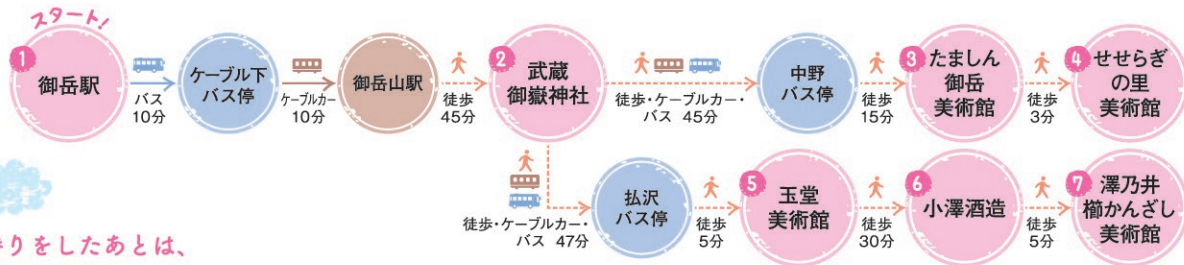 スタート!
1
御岳駅
バス
10分
ケーブル下
バス停
ケーブルカー
10分
御岳山駅
徒歩
45分
2
武蔵
御嶽神社
徒歩・ケーブルカー・
バス 45分
中野
バス停
徒歩
15分
3
たましん
御岳
美術館
徒歩
3分
4
せせらぎ
の里
美術館
徒歩・ケーブルカー・
バス 47分
払沢
バス停
徒歩
5分
5
玉堂
美術館
徒歩
30分
6
小澤酒造
徒歩
5分
7
澤乃井
櫛かんざし
美術館
りをしたあとは、